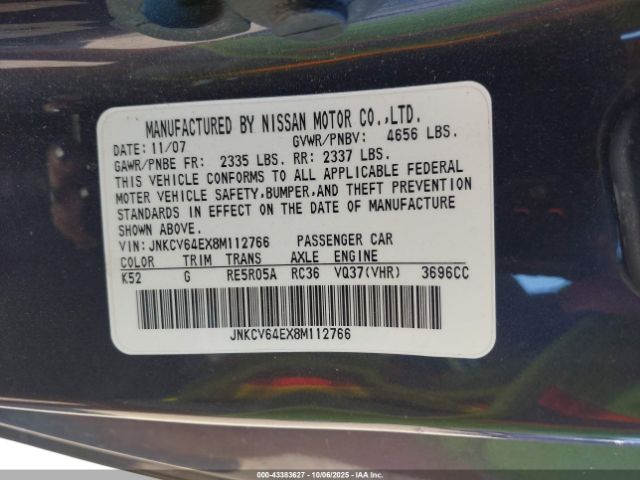 MANUFACTURED BY NISSAN MOTOR CO.,LTD.
DATE: 11/07 GVWR/PNBV: 4656 LBS.
GAWR/PNBE FR: 2335 LBS. RR: 2337 LBS.
THIS VEHICLE CONFORMS TO ALL APPLICABLE FEDERAL
MOTOR VEHICLE SAFETY,BUMPER,AND THEFT PREVENTION
STANDARDS IN EFFECT ON THE DATE OF MANUFACTURE
SHOWN ABOVE.
VIN:JNKCV64EX8M112766 PASSENGER CAR
COLOR TRIM TRANS AXLE ENGINE
K52 G RE5R05A RC36 VQ37(VHR) 3696CC
JNKCV64EX8M112766
000-43383627 - 10/06/2025 - IAA, Inc.